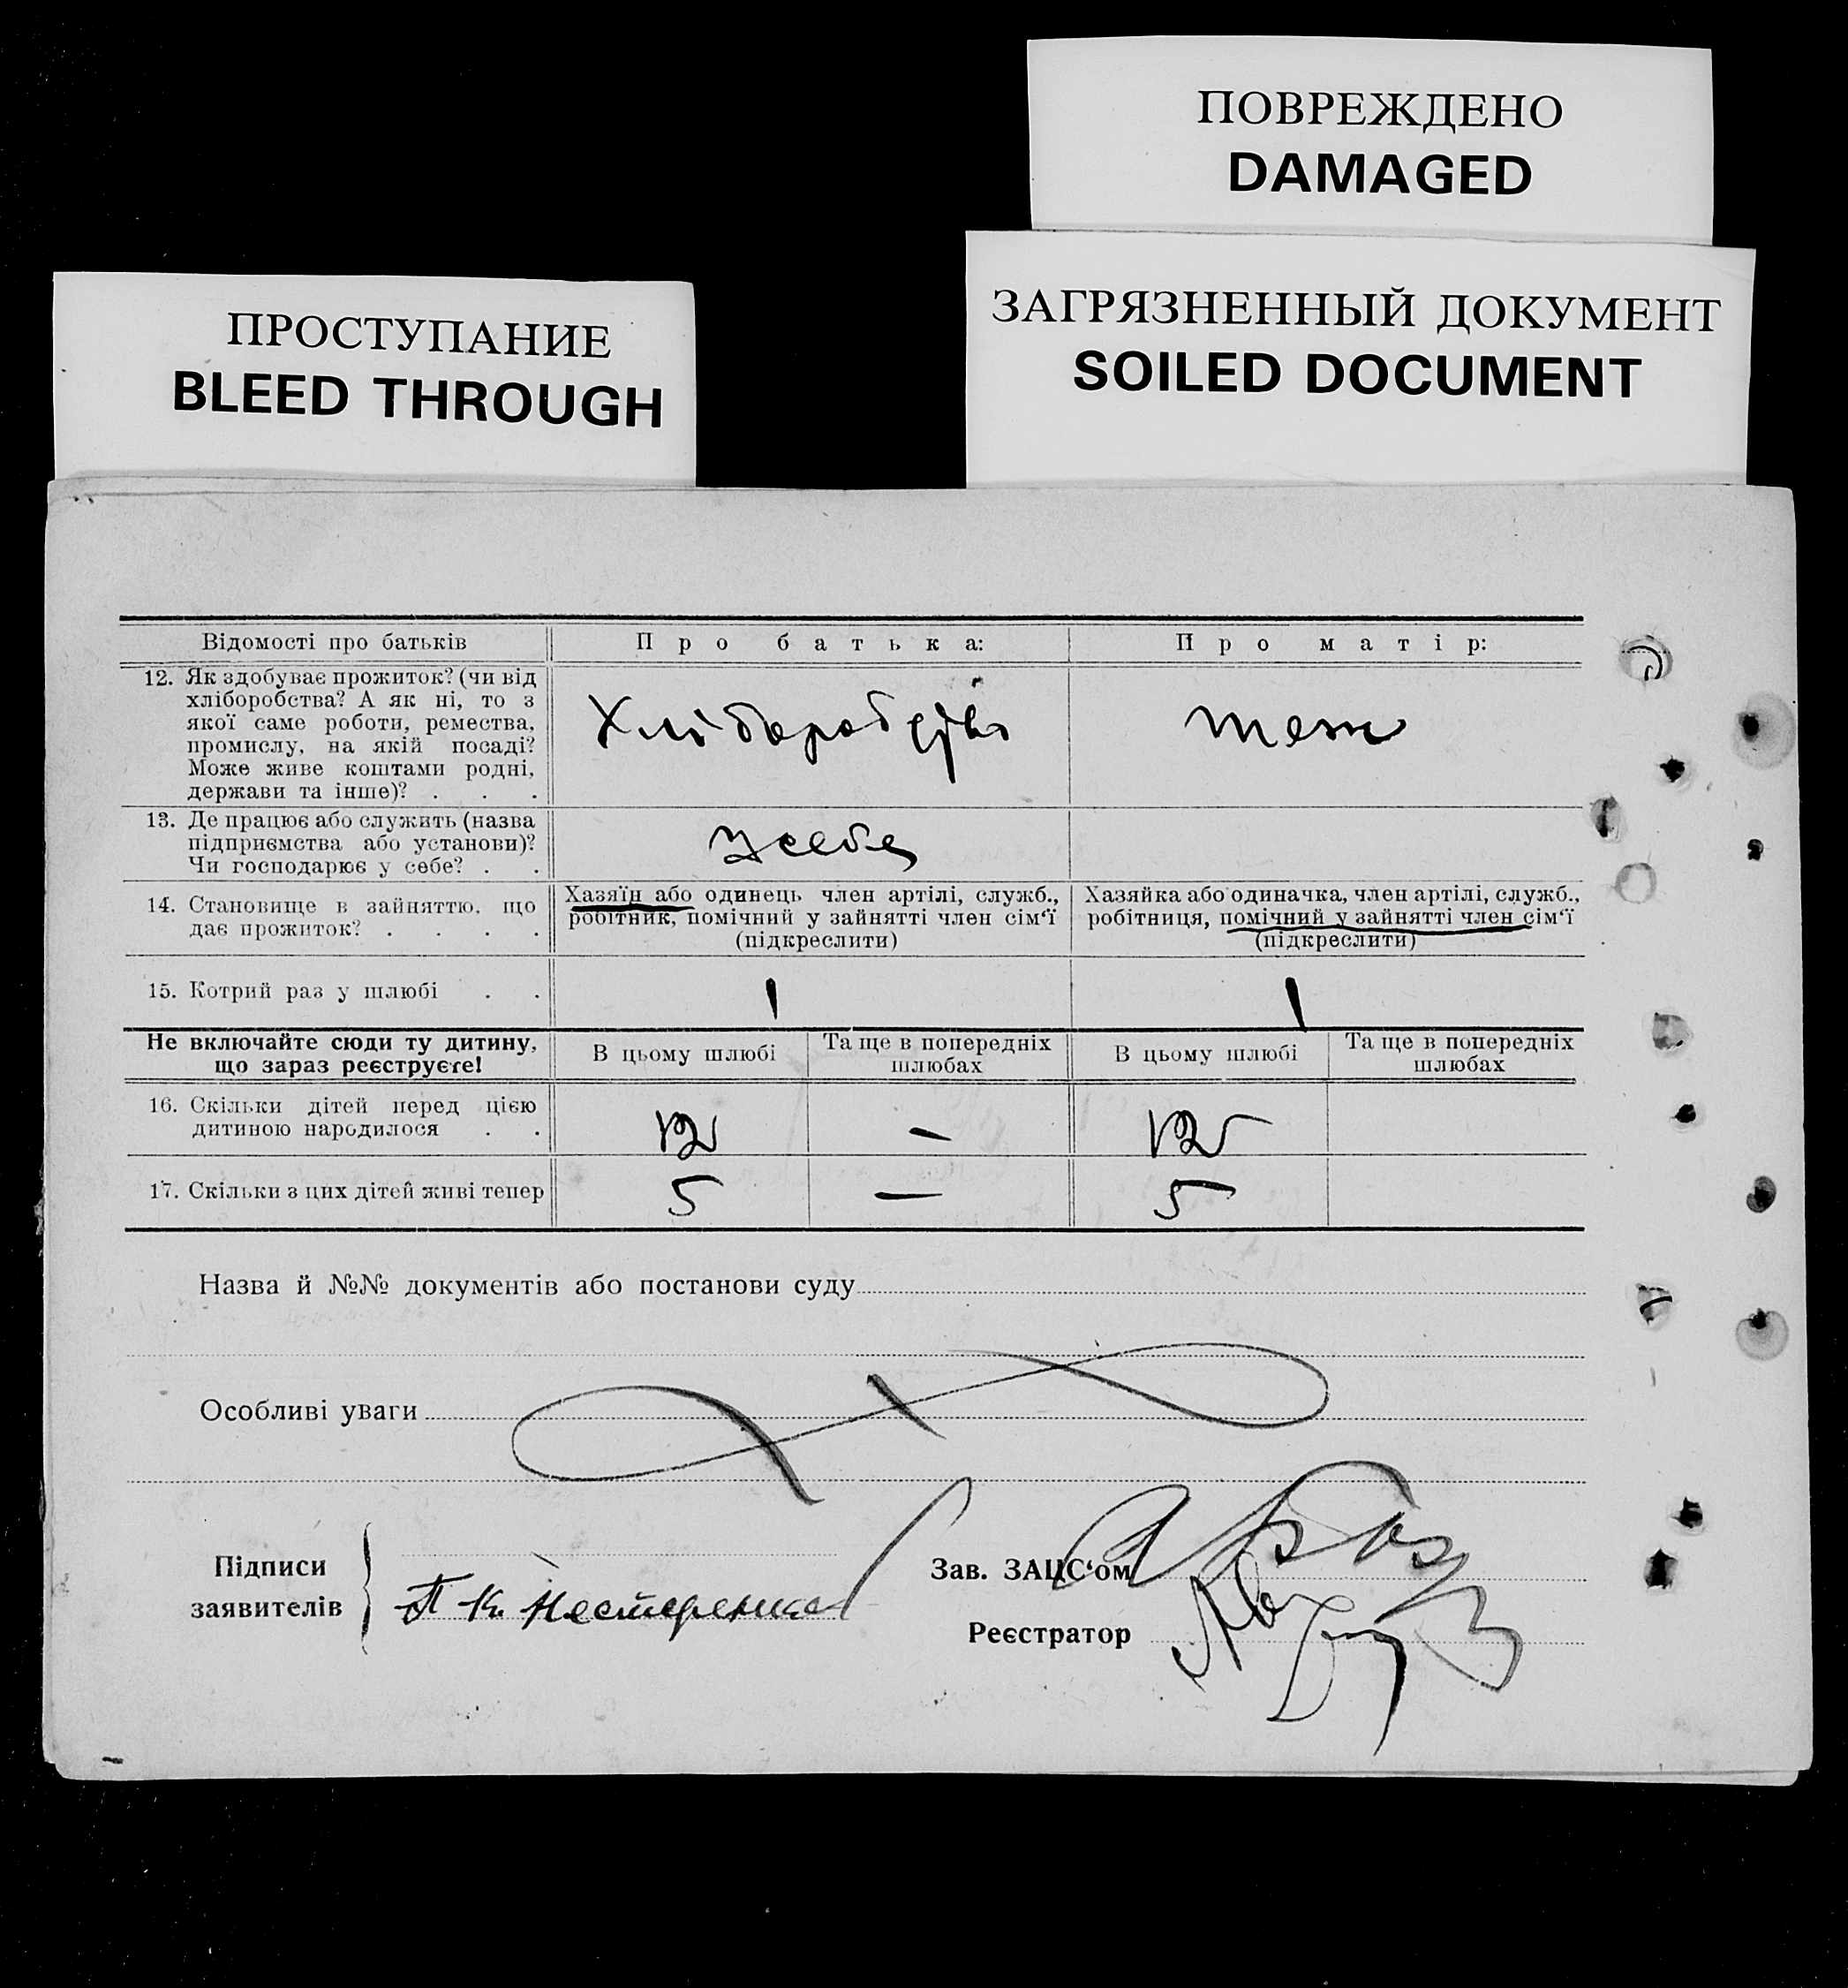 ПОВРЕЖДЕНО
DAMAGED
ПРОСТУПАНИЕ
BLEED THROUGH
ЗАГРЯЗНЕННЫЙ ДОКУМЕНТ
SOILED DOCUMENT
Відомості про батьків
Про батька:
Про матір:
12. Як здобуває прожиток? (чи від
хліборобства? А як ні, то з
якої саме роботи, ремества,
промислу, на якій посаді?
Може живе коштами родні,
держави та інше)? . . .
Хліборобство
теж
13. Де працює або служить (назва
підприємства або установи)?
Чи господарює у себе? . .
У себе
14. Становище в зайняттю, що
дає прожиток? . . . .
Хазяїн або одинець член артілі, служб.,
робітник, помічний у зайнятті член сім'ї
(підкреслити)
Хазяйка або одиначка, член артілі, служб.,
робітниця, помічний у зайнятті член сім'ї
(підкреслити)
15. Котрий раз у шлюбі . .
1
1
Не включайте сюди ту дитину,
що зараз реєструєте!
В цьому шлюбі
Та ще в попередніх
шлюбах
В цьому шлюбі
Та ще в попередніх
шлюбах
16. Скільки дітей перед цією
дитиною народилося . .
12
—
12
17. Скільки з цих дітей живі тепер
5
—
5
Назва й №№ документів або постанови суду
Особливі уваги
Підписи
заявителів
П К. Нестеренко
Зав. ЗАЦС'ом
Реєстратор